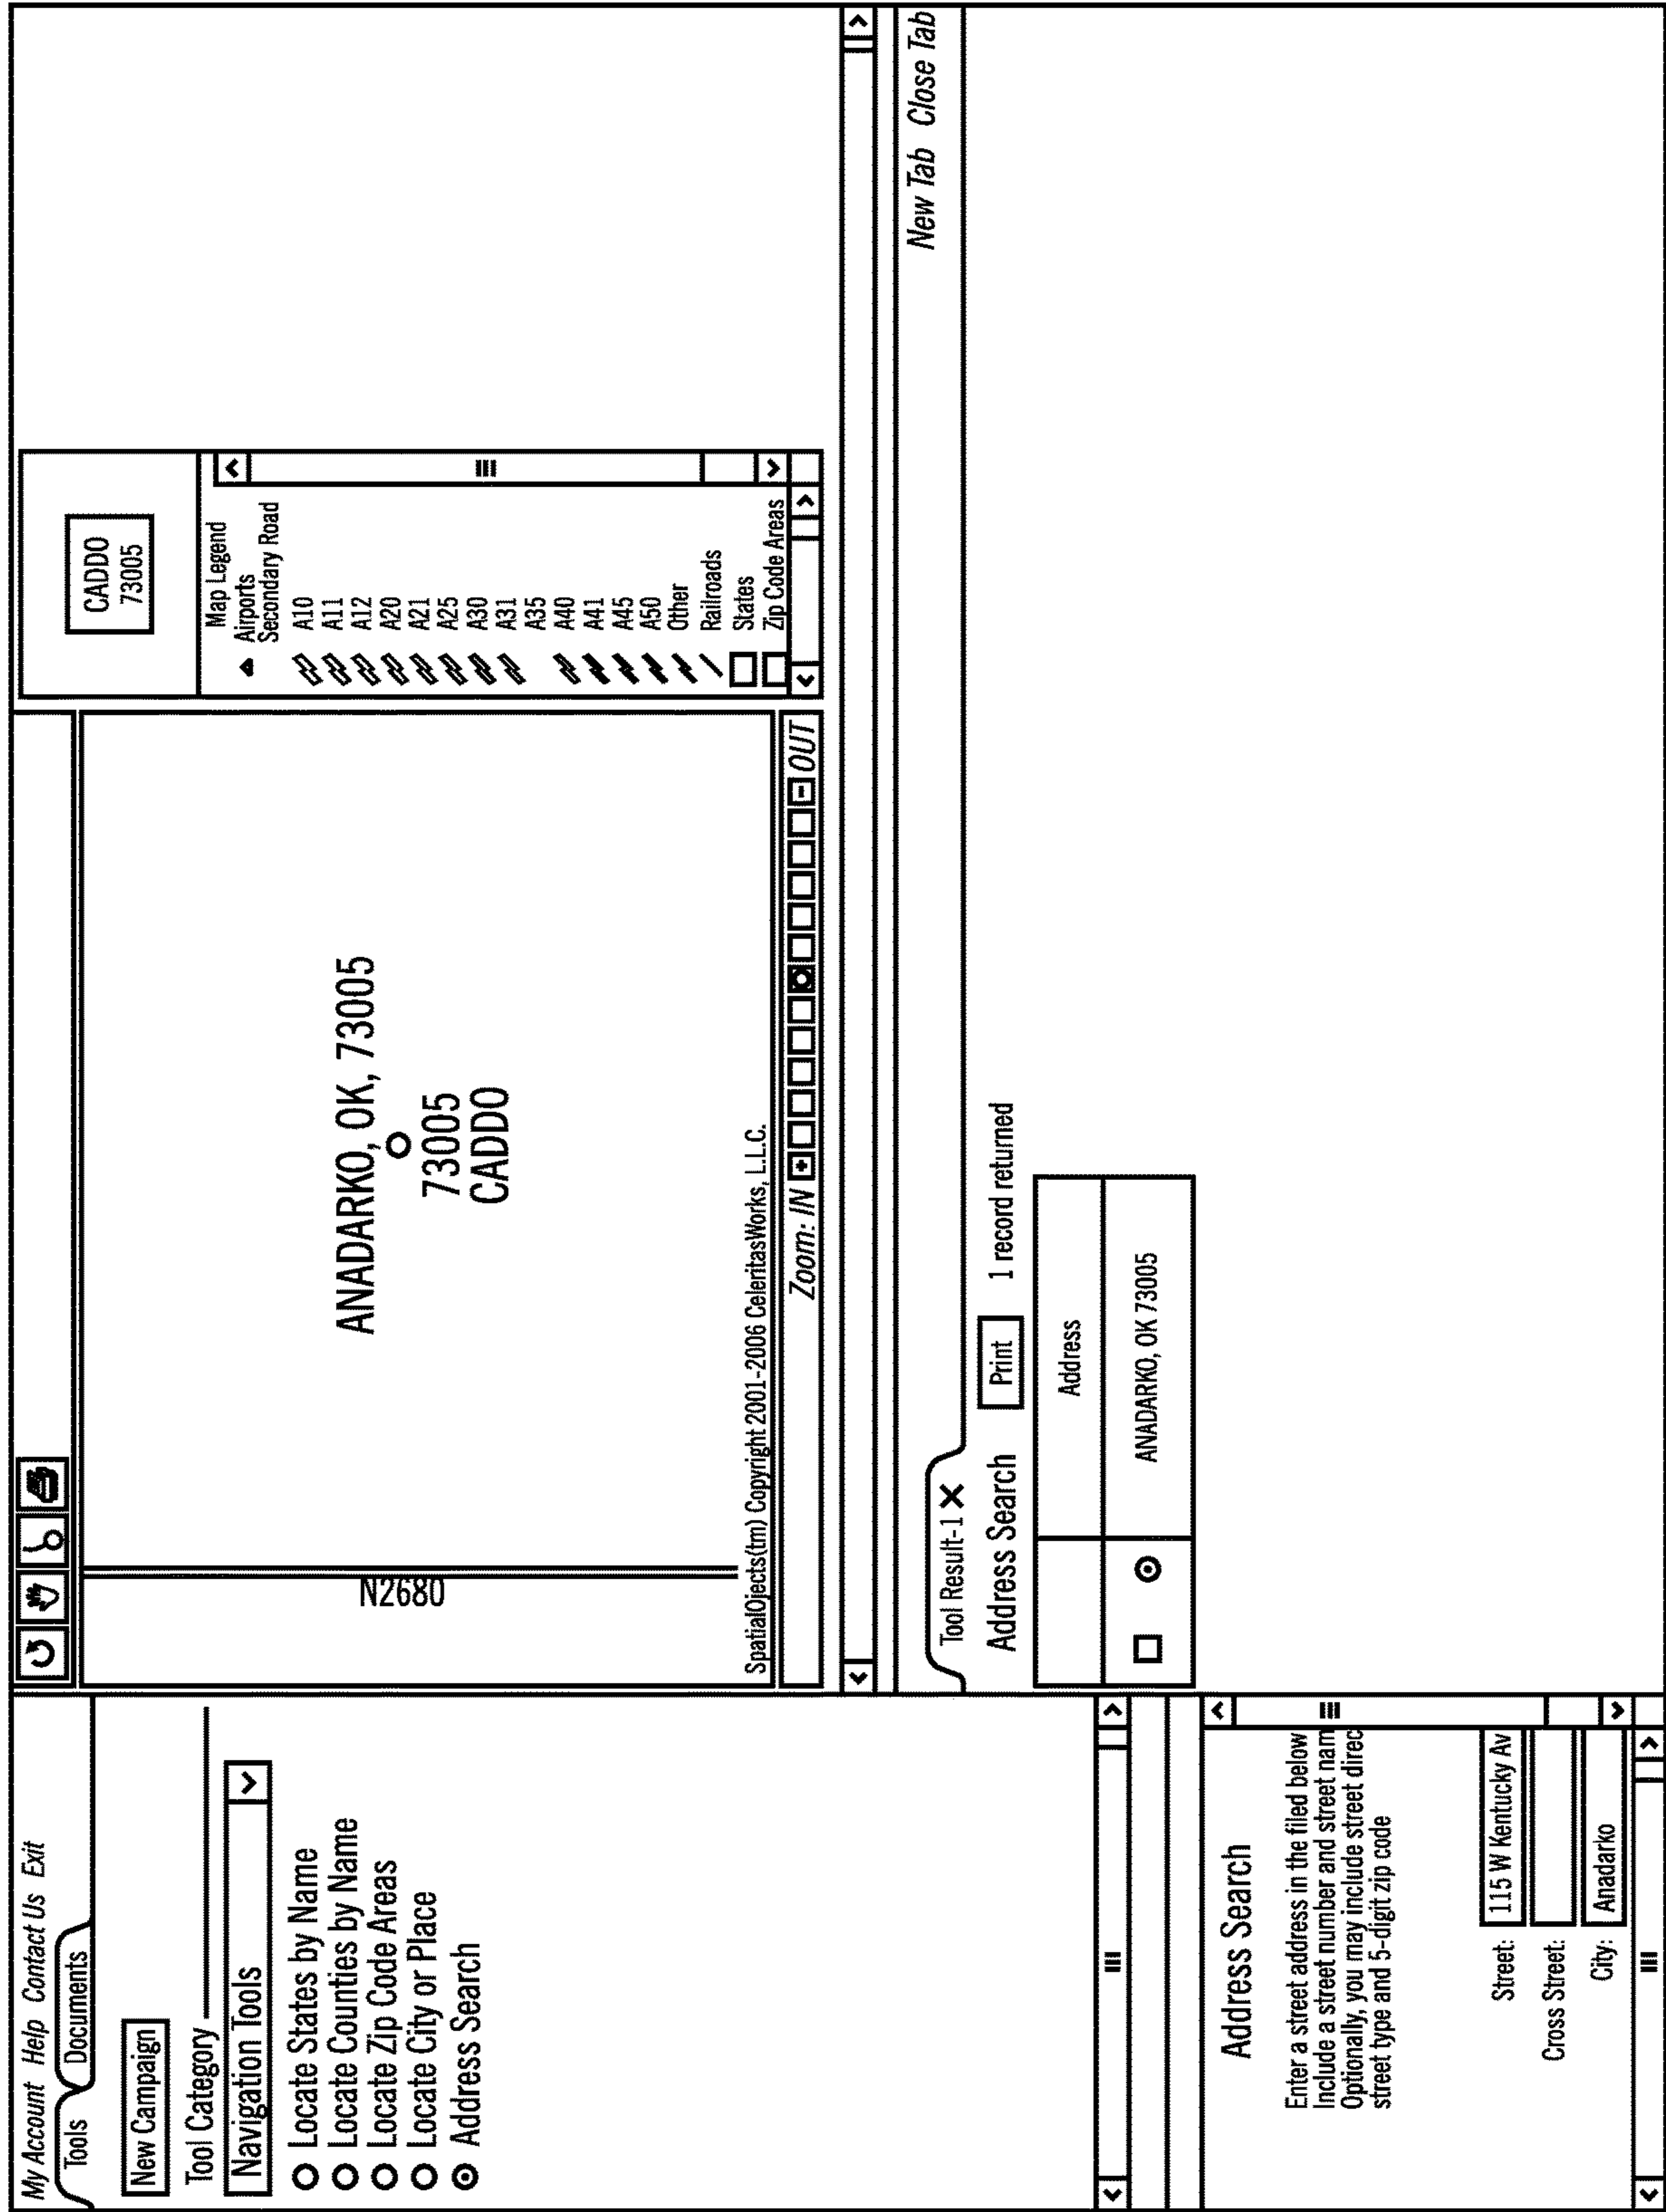 My Account Help Contact Us Exit
Tools Documents
New Campaign
Tool Category
Navigation Tools
Locate States by Name
Locate Counties by Name
Locate Zip Code Areas
Locate City or Place
Address Search
Address Search
Enter a street address in the filed below
Include a street number and street nam
Optionally, you may include street direc
street type and 5-digit zip code
Street: 115 W Kentucky Av
Cross Street:
City: Anadarko
N2680
ANADARKO, OK, 73005
73005
CADDO
SpatialOjects(tm) Copyright 2001-2006 CeleritasWorks, L.L.C.
Zoom: IN + - OUT
CADDO
73005
Map Legend
Airports
Secondary Road
A10
A11
A12
A20
A21
A25
A30
A31
A35
A40
A41
A45
A50
Other
Railroads
States
Zip Code Areas
New Tab Close Tab
Tool Result-1 X
Address Search Print 1 record returned
Address
ANADARKO, OK 73005